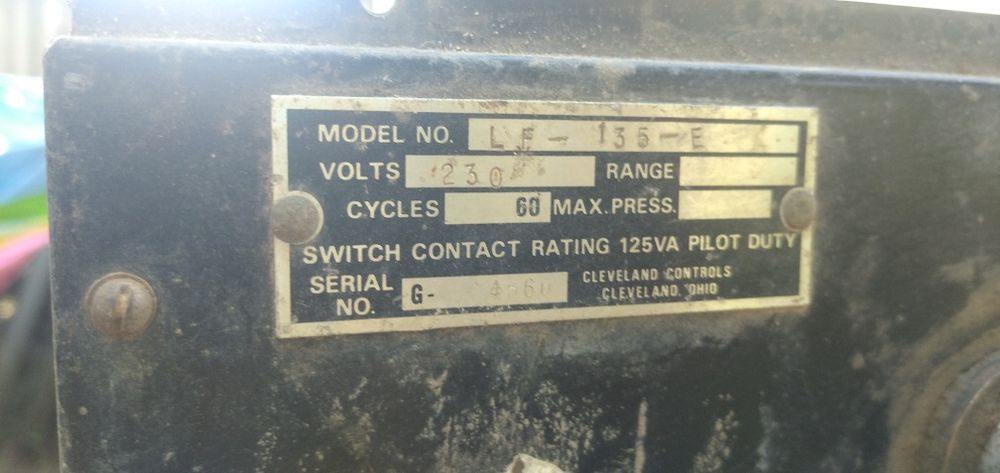 MODEL NO. LF-135-E
VOLTS 230 RANGE
CYCLES 60 MAX. PRESS.
SWITCH CONTACT RATING 125VA PILOT DUTY
SERIAL NO. G-
CLEVELAND CONTROLS
CLEVELAND, OHIO